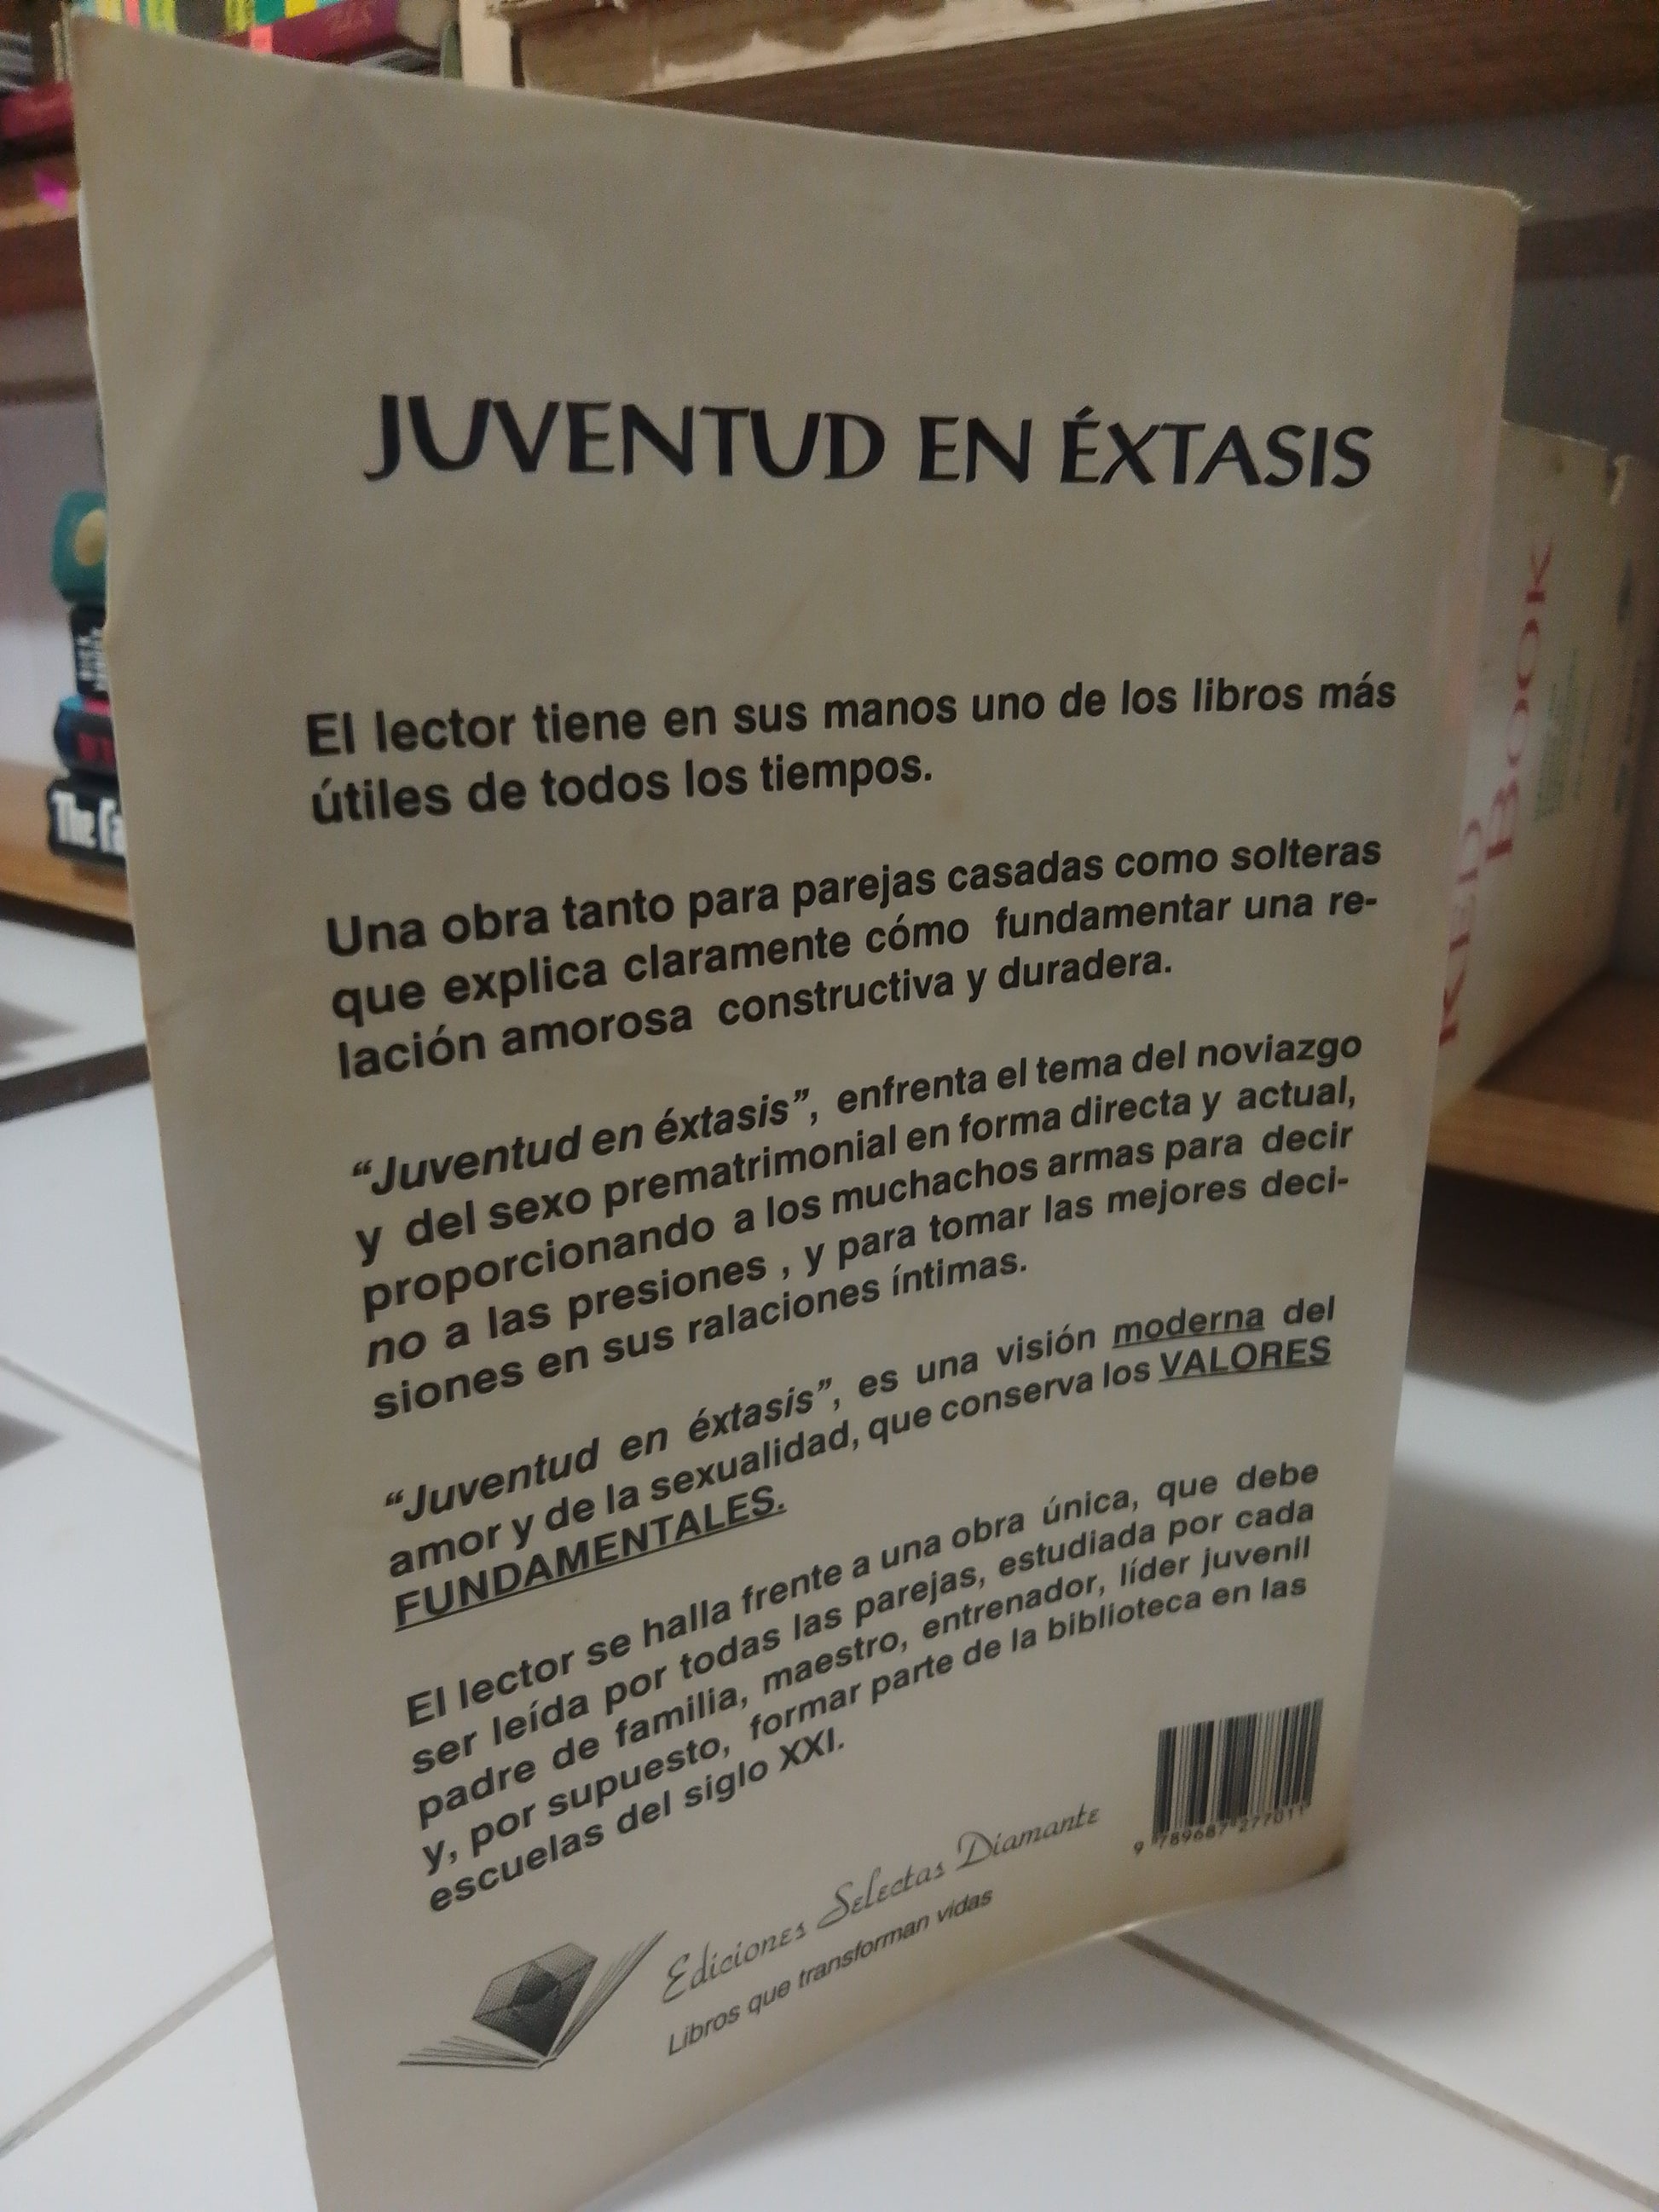 JUVENTUD EN ÉXTASIS
El lector tiene en sus manos uno de los libros más
útiles de todos los tiempos.
Una obra tanto para parejas casadas como solteras
que explica claramente cómo fundamentar una re-
lación amorosa constructiva y duradera.
“Juventud en éxtasis”, enfrenta el tema del noviazgo
y del sexo prematrimonial en forma directa y actual,
proporcionando a los muchachos armas para decir
no a las presiones , y para tomar las mejores deci-
siones en sus ralaciones íntimas.
“Juventud en éxtasis”, es una visión moderna del
amor y de la sexualidad, que conserva los VALORES
FUNDAMENTALES.
El lector se halla frente a una obra única, que debe
ser leída por todas las parejas, estudiada por cada
padre de familia, maestro, entrenador, líder juvenil
y, por supuesto, formar parte de la biblioteca en las
escuelas del siglo XXI.
9 789687 277011
Ediciones Selectas Diamante
Libros que transforman vidas
RED
BOOK
The